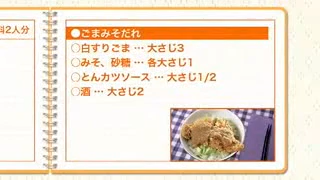 料2人分
●ごまみそだれ
○白すりごま … 大さじ3
○みそ、砂糖 … 各大さじ1
○とんカツソース … 大さじ1/2
○酒 … 大さじ2